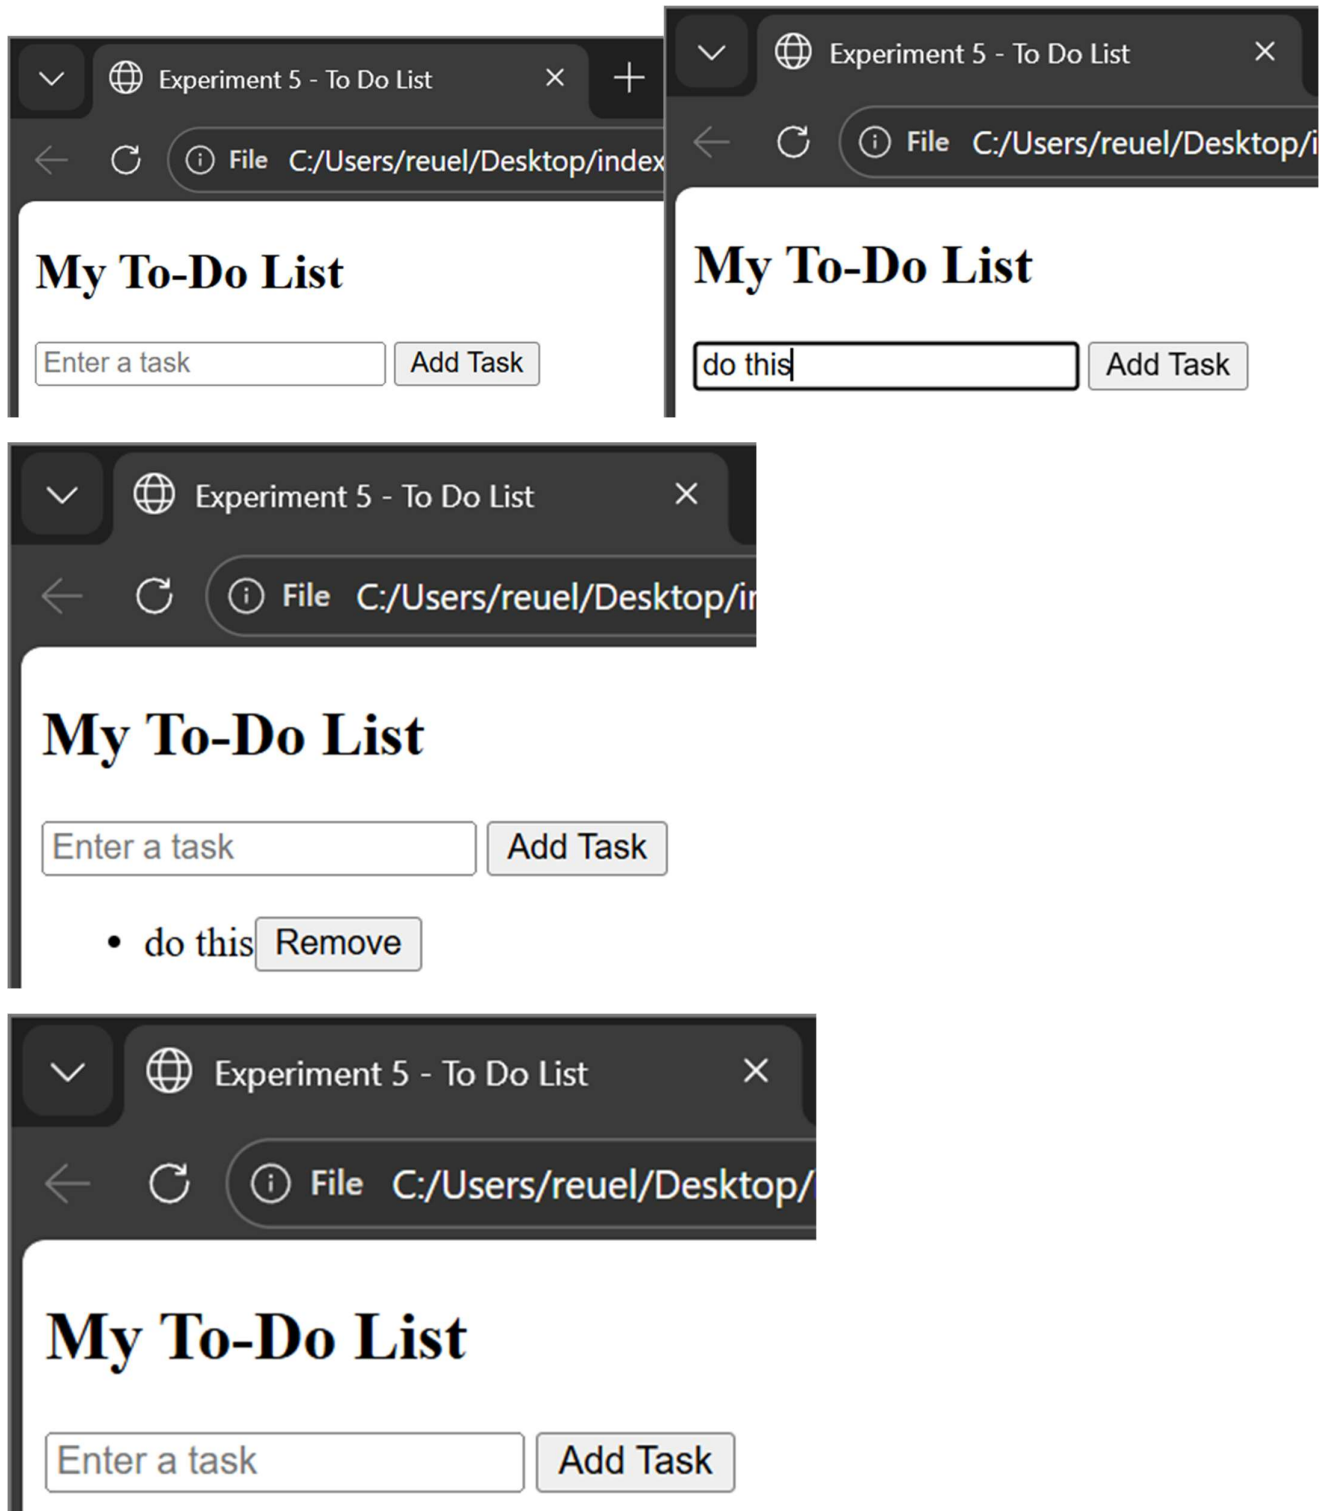 Experiment 5 - To Do List
File C:/Users/reuel/Desktop/index
My To-Do List
Enter a task Add Task
Experiment 5 - To Do List
File C:/Users/reuel/Desktop/i
My To-Do List
do this Add Task
Experiment 5 - To Do List
File C:/Users/reuel/Desktop/in
My To-Do List
Enter a task Add Task
• do this Remove
Experiment 5 - To Do List
File C:/Users/reuel/Desktop/
My To-Do List
Enter a task Add Task